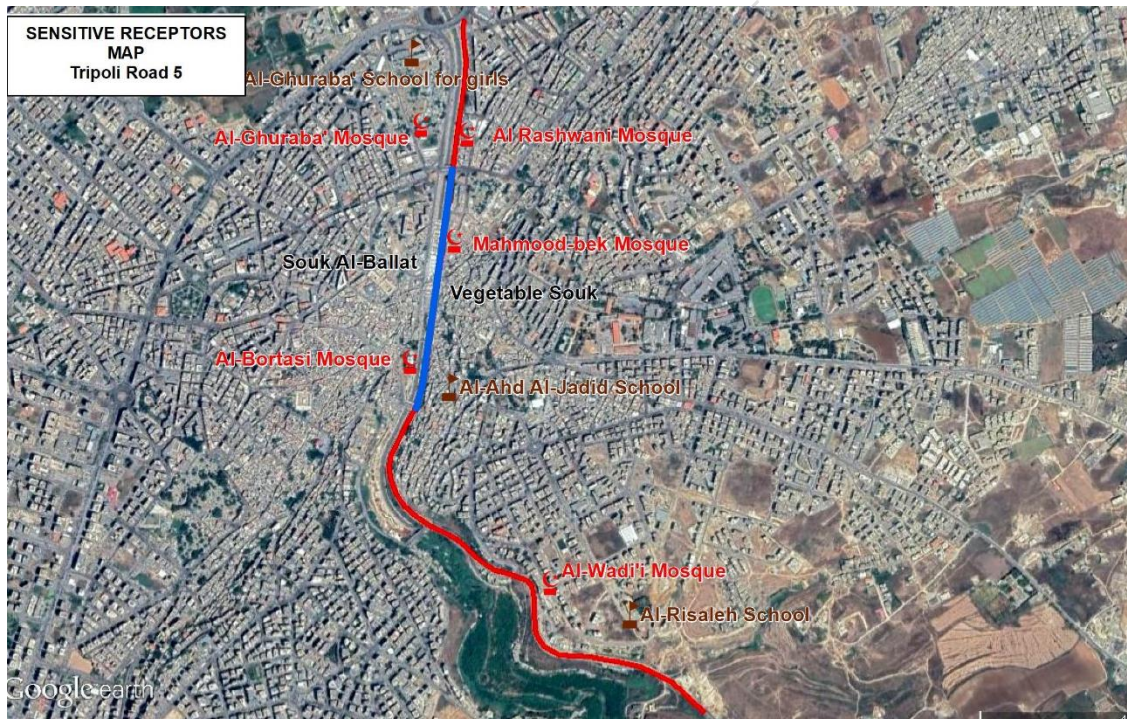 SENSITIVE RECEPTORS
MAP
Tripoli Road 5
Al-Ghuraba' School for girls
Al-Ghuraba' Mosque
Al Rashwani Mosque
Mahmood-bek Mosque
Souk Al-Ballat
Vegetable Souk
Al-Bortasi Mosque
Al-Ahd Al-Jadid School
Al-Wadi'i Mosque
Al-Risaleh School
Google earth